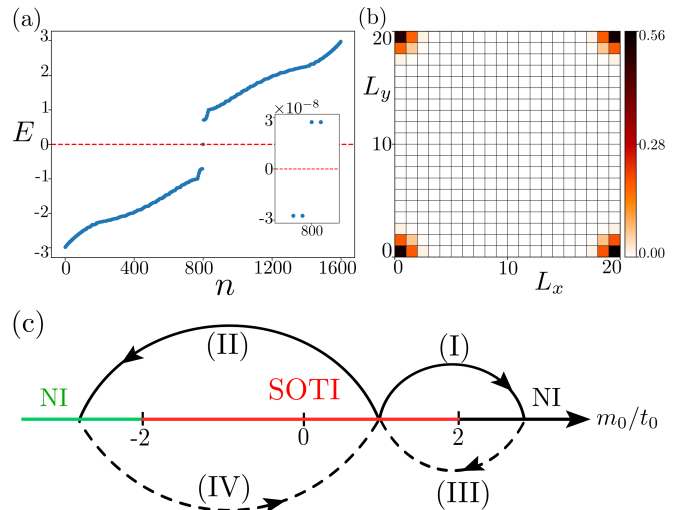 (a)
3
2
1
0
-1
-2
-3
E
0
400
800
1200
1600
n
×10⁻⁸
3
0
-3
800
(b)
20
L_y
10
0
0
10
20
L_x
0.56
0.28
0.00
(c)
(II)
(I)
NI
SOTI
NI
m₀/t₀
-2
0
2
(IV)
(III)